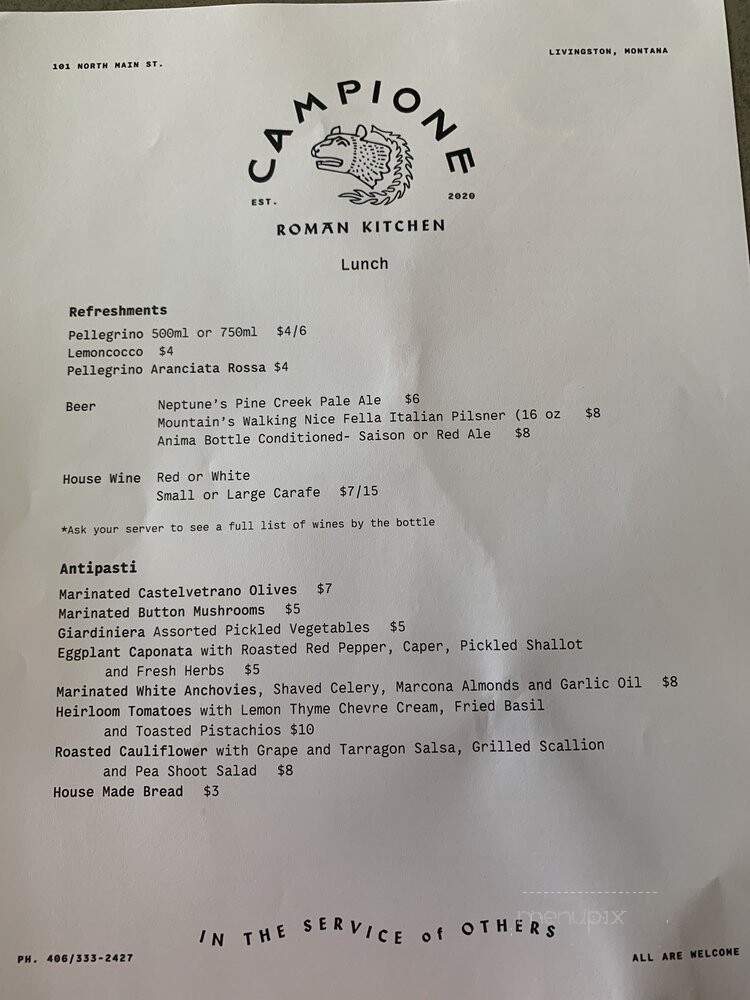 101 NORTH MAIN ST.
LIVINGSTON, MONTANA
CAMPIONE
EST.
2020
ROMAN KITCHEN
Lunch
Refreshments
Pellegrino 500ml or 750ml $4/6
Lemoncocco $4
Pellegrino Aranciata Rossa $4
Beer Neptune's Pine Creek Pale Ale $6
Mountain's Walking Nice Fella Italian Pilsner (16 oz $8
Anima Bottle Conditioned- Saison or Red Ale $8
House Wine Red or White
Small or Large Carafe $7/15
*Ask your server to see a full list of wines by the bottle
Antipasti
Marinated Castelvetrano Olives $7
Marinated Button Mushrooms $5
Giardiniera Assorted Pickled Vegetables $5
Eggplant Caponata with Roasted Red Pepper, Caper, Pickled Shallot
and Fresh Herbs $5
Marinated White Anchovies, Shaved Celery, Marcona Almonds and Garlic Oil $8
Heirloom Tomatoes with Lemon Thyme Chevre Cream, Fried Basil
and Toasted Pistachios $10
Roasted Cauliflower with Grape and Tarragon Salsa, Grilled Scallion
and Pea Shoot Salad $8
House Made Bread $3
menupix
IN THE SERVICE of OTHERS
PH. 406/333-2427
ALL ARE WELCOME